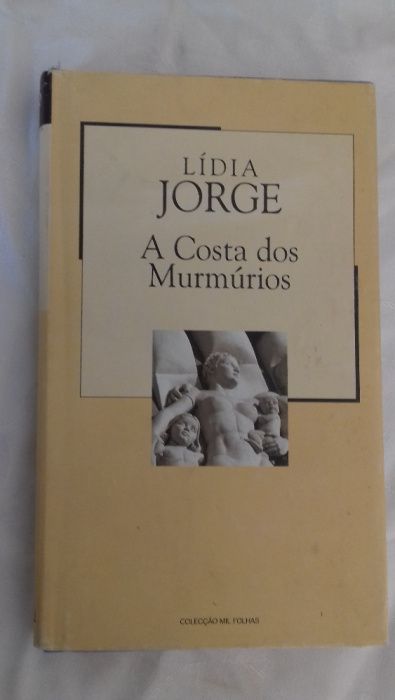 LÍDIA
JORGE
A Costa dos
Murmúrios
COLECÇÃO MIL FOLHAS